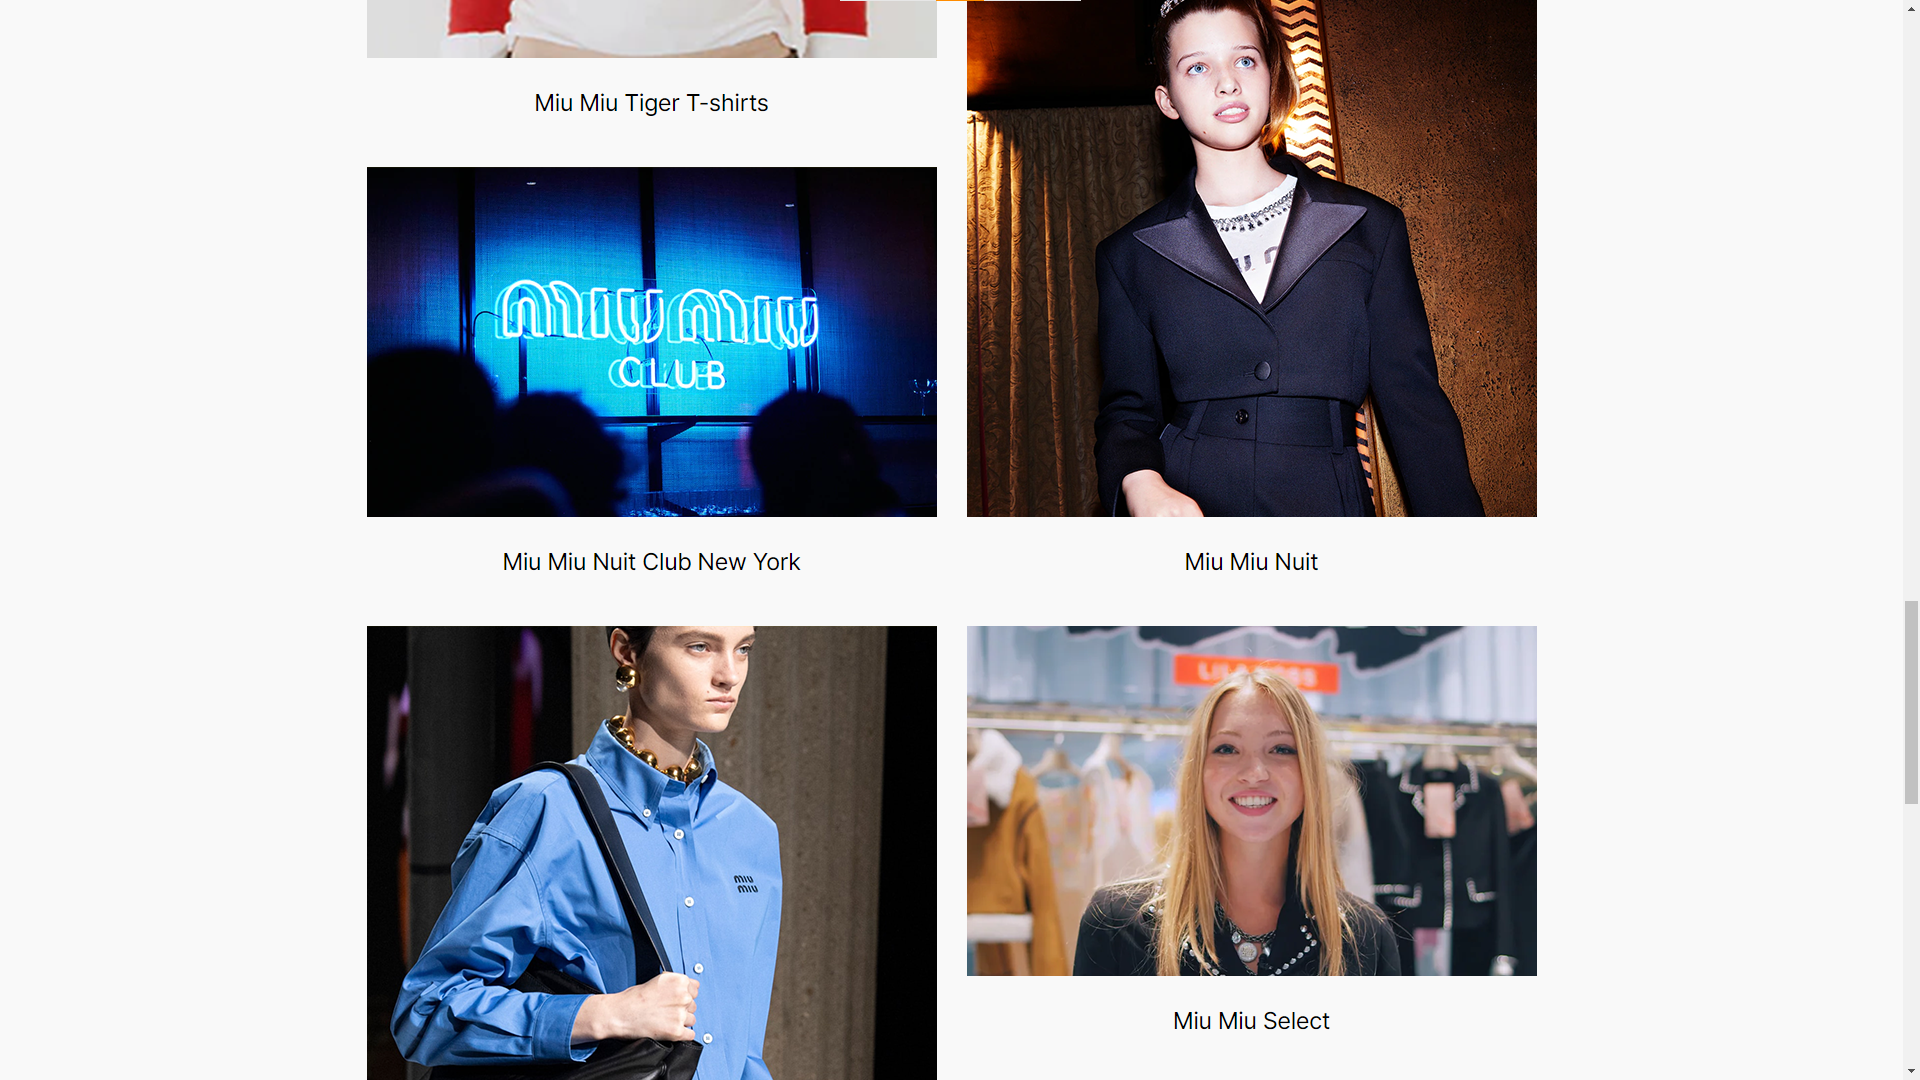 Miu Miu Tiger T-shirts
MIU MIU
CLUB
Miu Miu Nuit Club New York
Miu Miu Nuit
MIU
MIU
Miu Miu Select